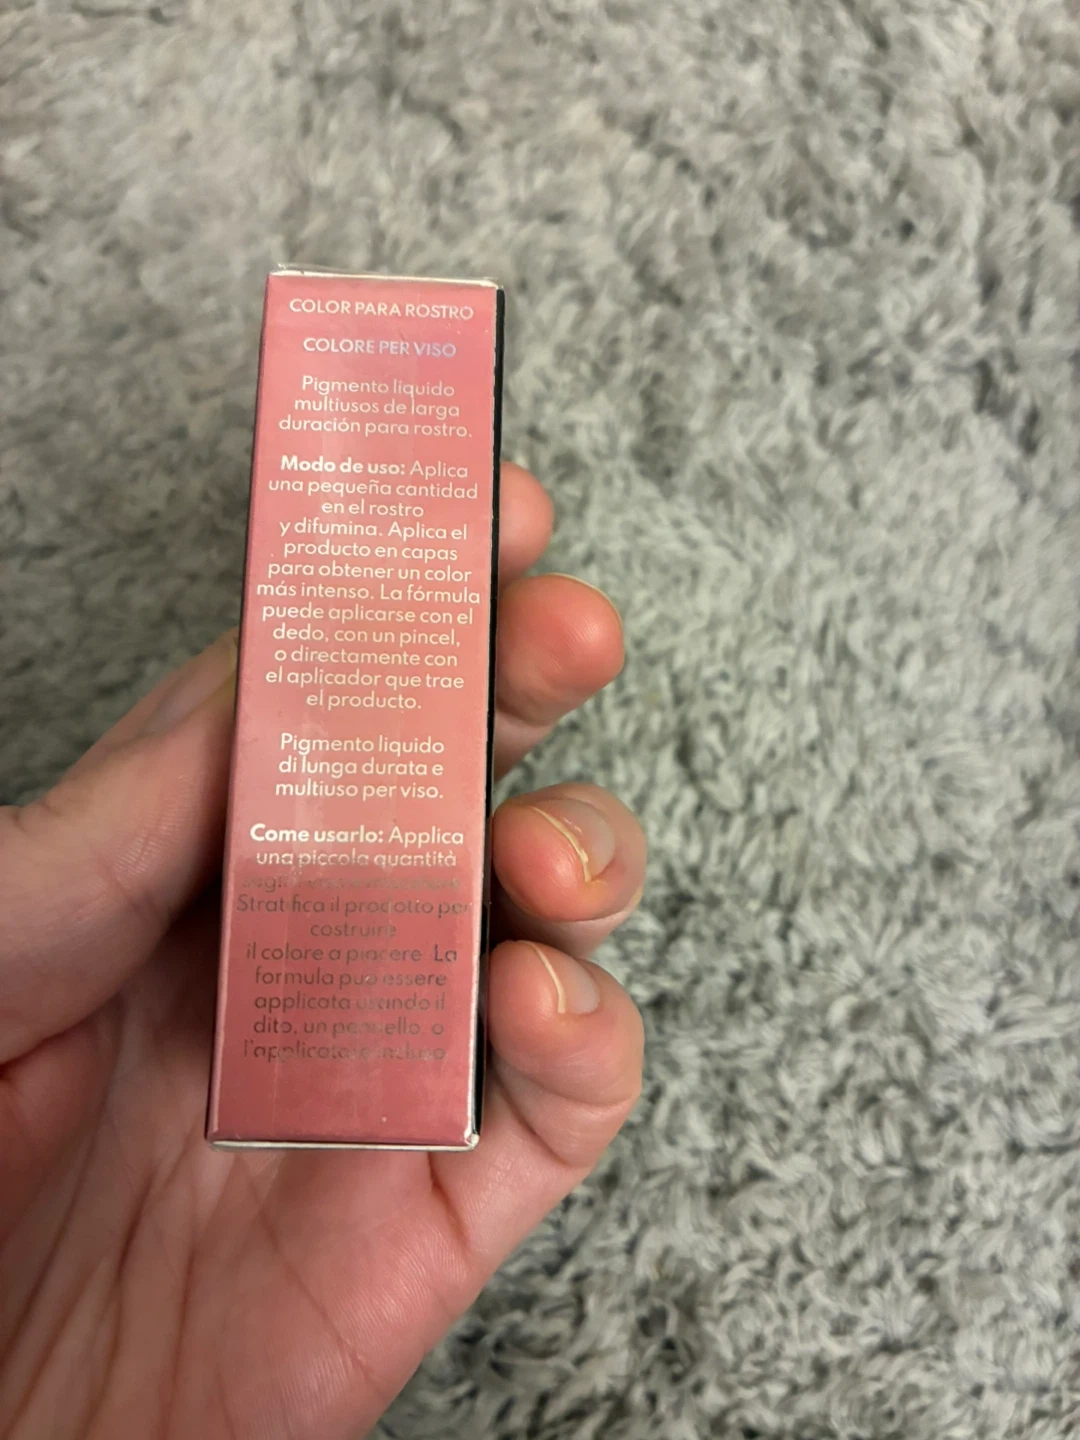 COLOR PARA ROSTRO
COLORE PER VISO
Pigmento líquido
multiusos de larga
duración para rostro.
Modo de uso: Aplica
una pequeña cantidad
en el rostro
y difumina. Aplica el
producto en capas
para obtener un color
más intenso. La fórmula
puede aplicarse con el
dedo, con un pincel,
o directamente con
el aplicador que trae
el producto.
Pigmento liquido
di lunga durata e
multiuso per viso.
Come usarlo: Applica
una piccola quantità
Stratifica il prodotto per
costruire
il colore a piacere. La
formula può essere
applicata usando il
dito, un pennello, o
l'applicatore incluso